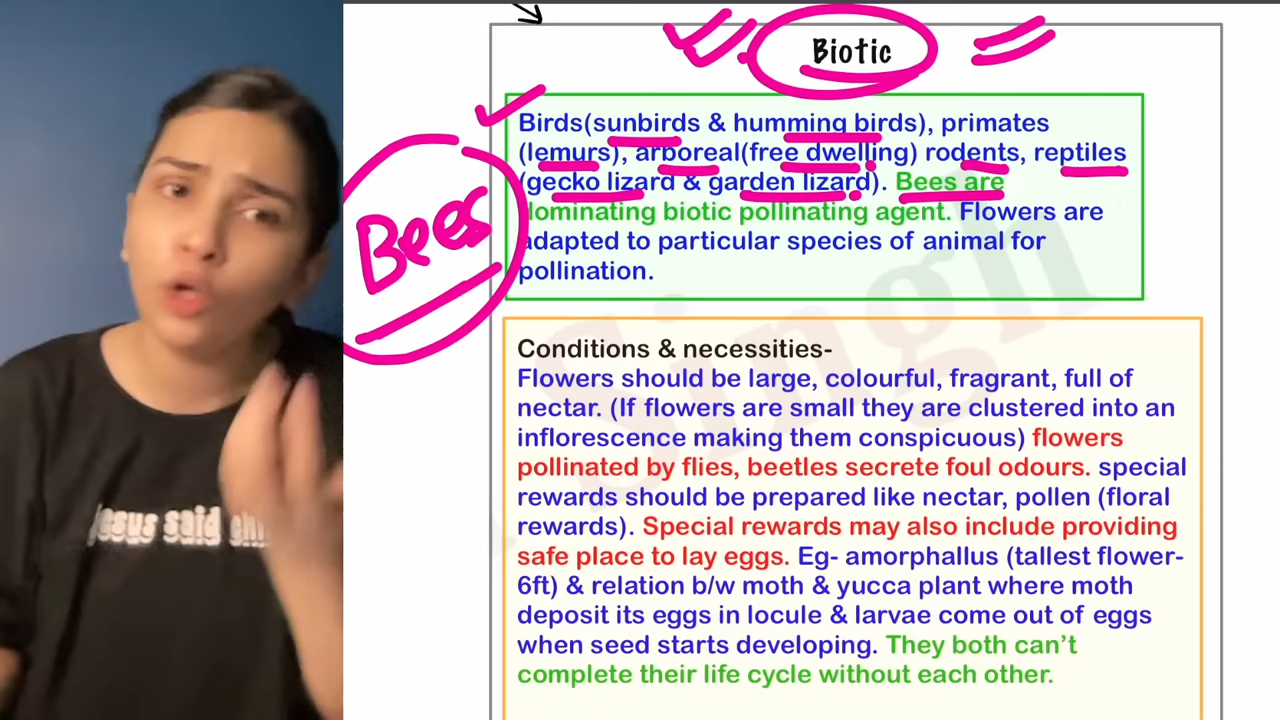 Biotic
Birds(sunbirds & humming birds), primates
(lemurs), arboreal(free dwelling) rodents, reptiles
(gecko lizard & garden lizard). Bees are
dominating biotic pollinating agent. Flowers are
adapted to particular species of animal for
pollination.
Bees
Conditions & necessities-
Flowers should be large, colourful, fragrant, full of
nectar. (If flowers are small they are clustered into an
inflorescence making them conspicuous) flowers
pollinated by flies, beetles secrete foul odours. special
rewards should be prepared like nectar, pollen (floral
rewards). Special rewards may also include providing
safe place to lay eggs. Eg- amorphallus (tallest flower-
6ft) & relation b/w moth & yucca plant where moth
deposit its eggs in locule & larvae come out of eggs
when seed starts developing. They both can't
complete their life cycle without each other.
Singh
said